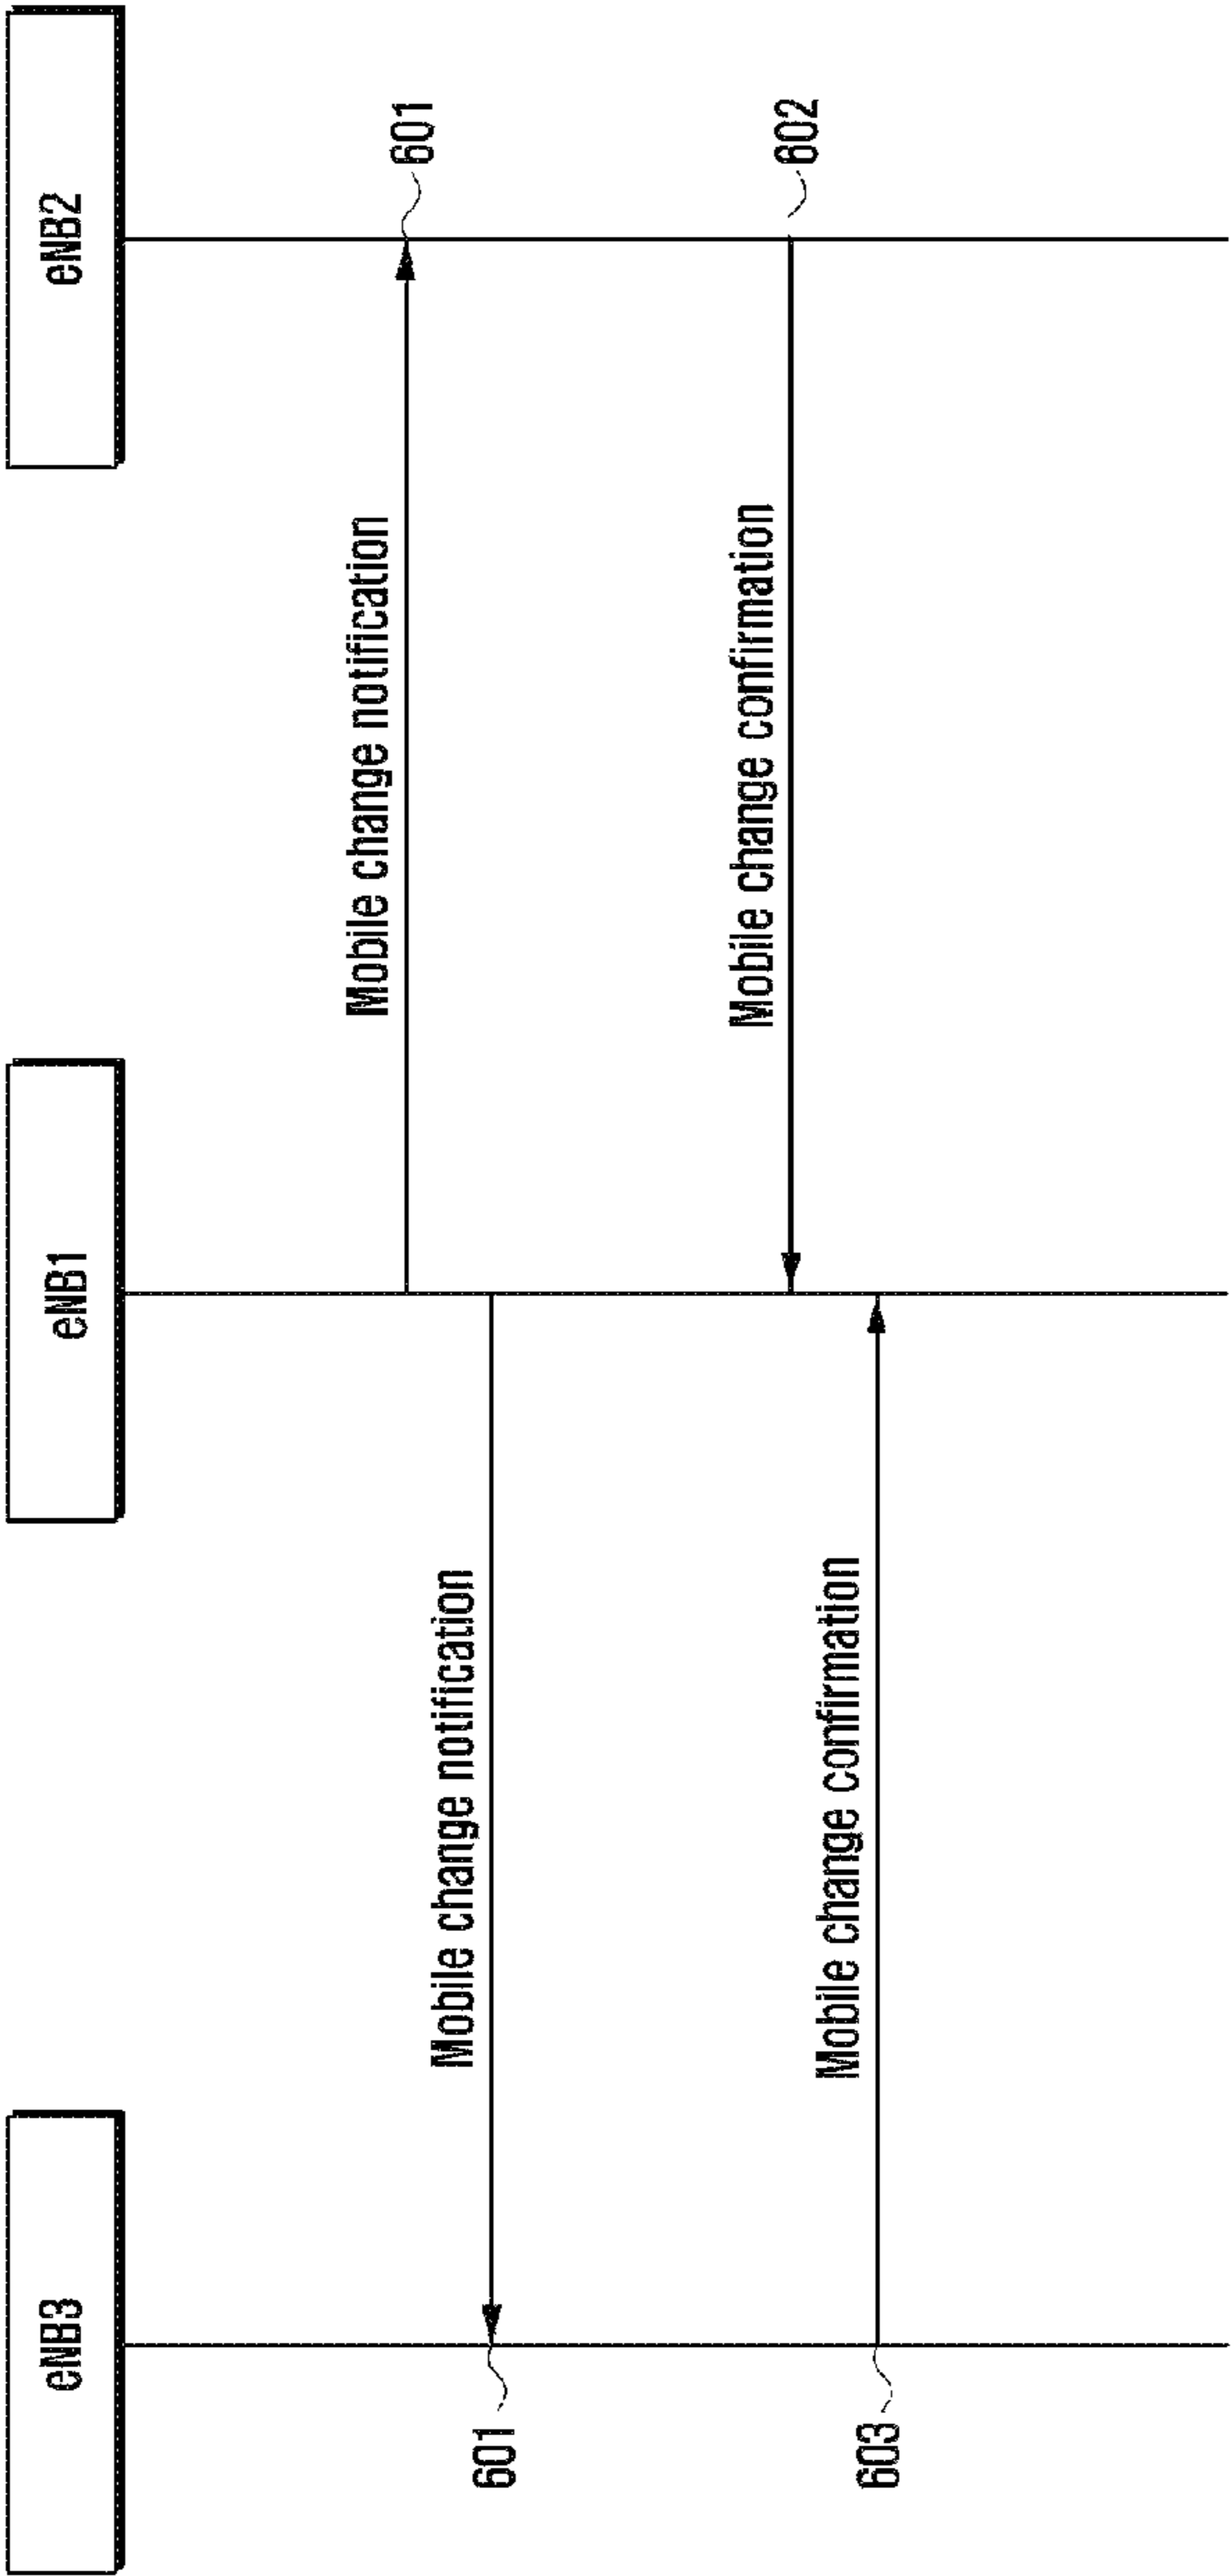 eNB3
eNB1
eNB2
Mobile change notification
601
Mobile change notification
601
Mobile change confirmation
602
Mobile change confirmation
603